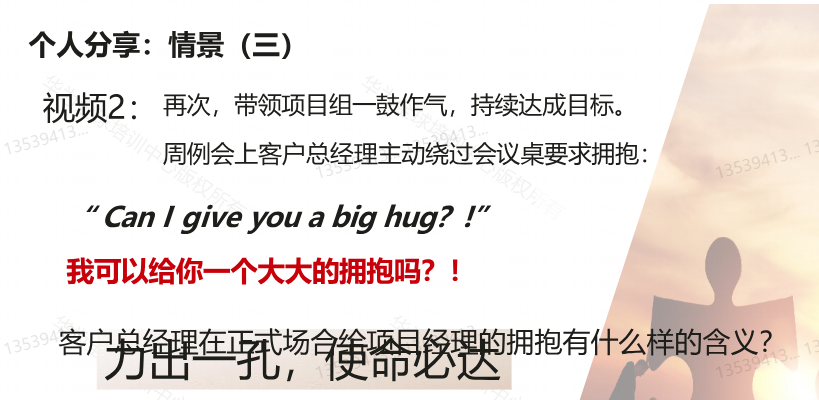 个人分享：情景（三）
视频2： 再次，带领项目组一鼓作气，持续达成目标。
周例会上客户总经理主动绕过会议桌要求拥抱：
“ Can I give you a big hug？！”
我可以给你一个大大的拥抱吗？！
客户总经理在正式场合给项目经理的拥抱有什么样的含义？
力出一孔，使命必达